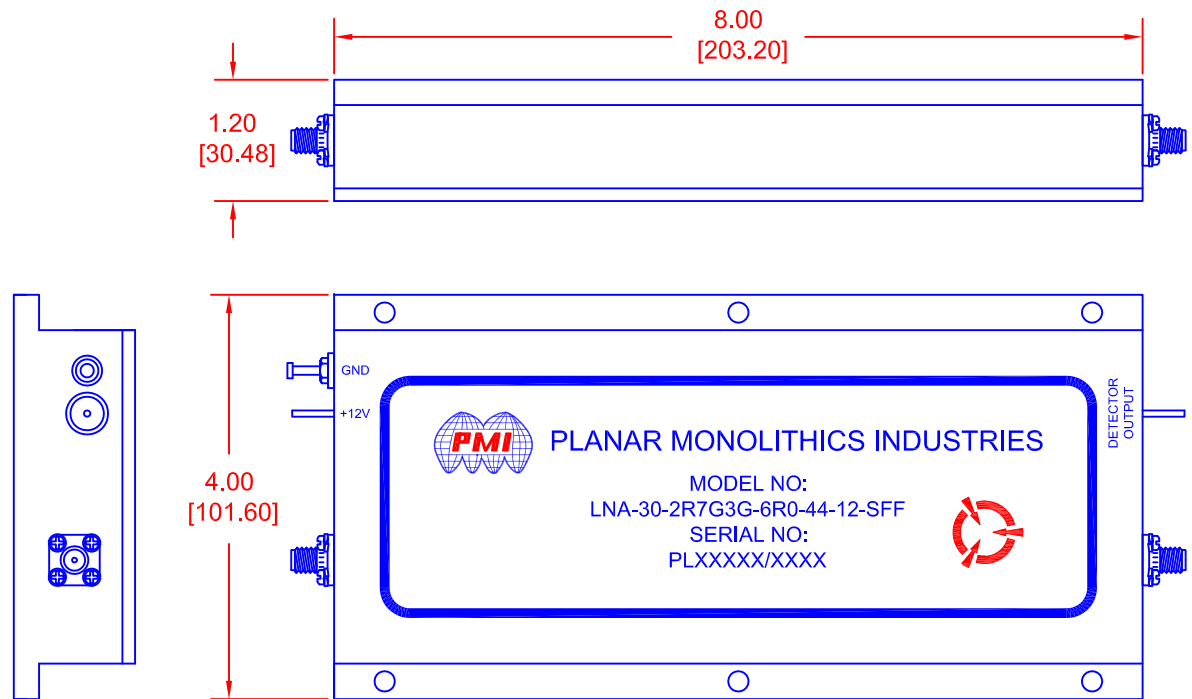 8.00
[203.20]
1.20
[30.48]
4.00
[101.60]
GND
+12V
DETECTOR
OUTPUT
PMI
PLANAR MONOLITHICS INDUSTRIES
MODEL NO:
LNA-30-2R7G3G-6R0-44-12-SFF
SERIAL NO:
PLXXXXX/XXXX